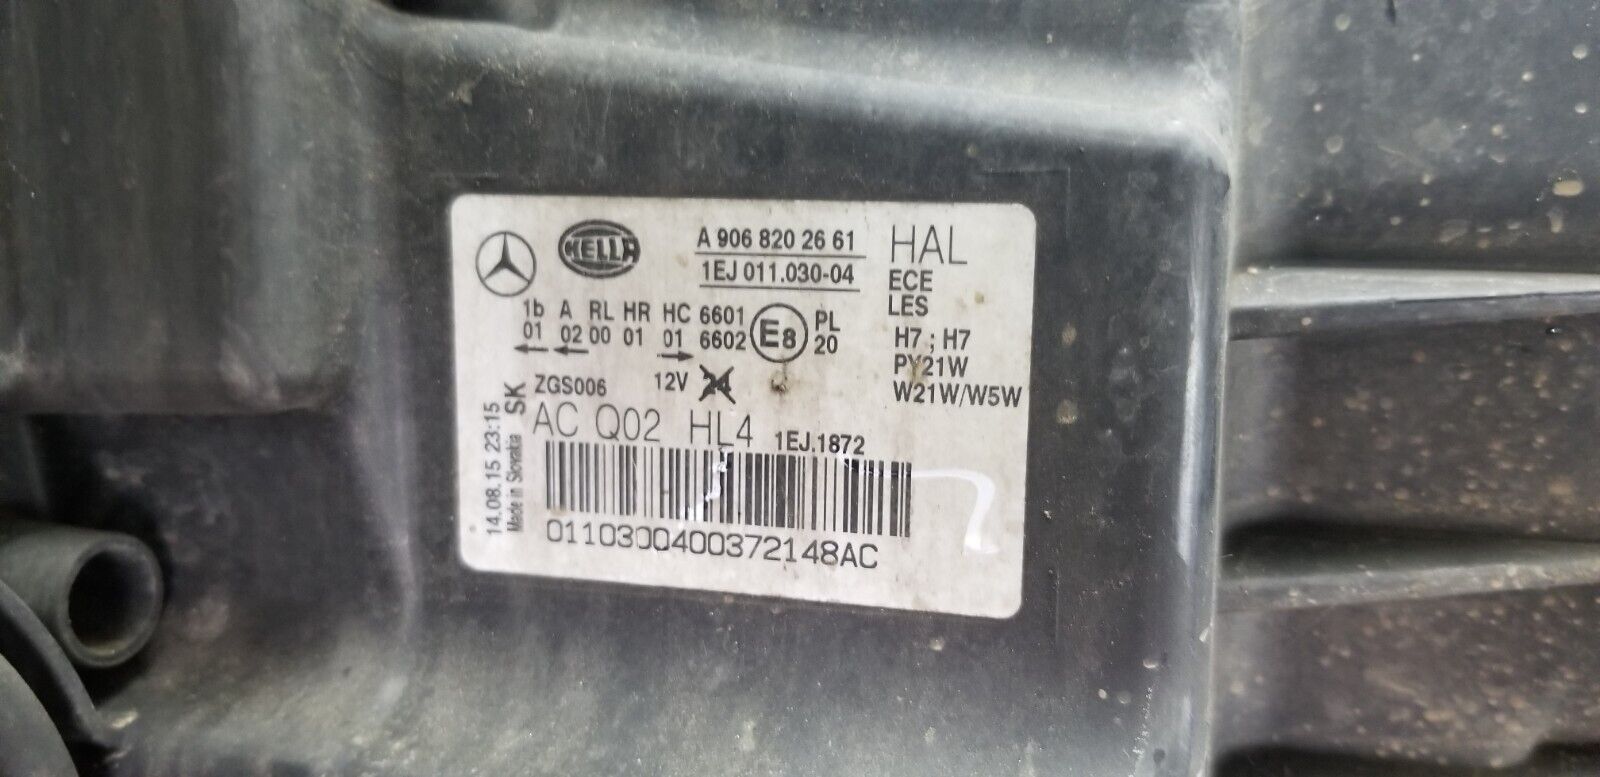 HELLA
A 906 820 26 61
1EJ 011.030-04
HAL
ECE
LES
1b A RL HR HC 6601
01 02 00 01 01 6602
E8
PL
20
H7 ; H7
PY21W
W21W/W5W
ZGS006 12V 24
AC Q02 HL4 1EJ.1872
14.08.15 23:15 SK
Made in Slovakia
01103004003721​48AC